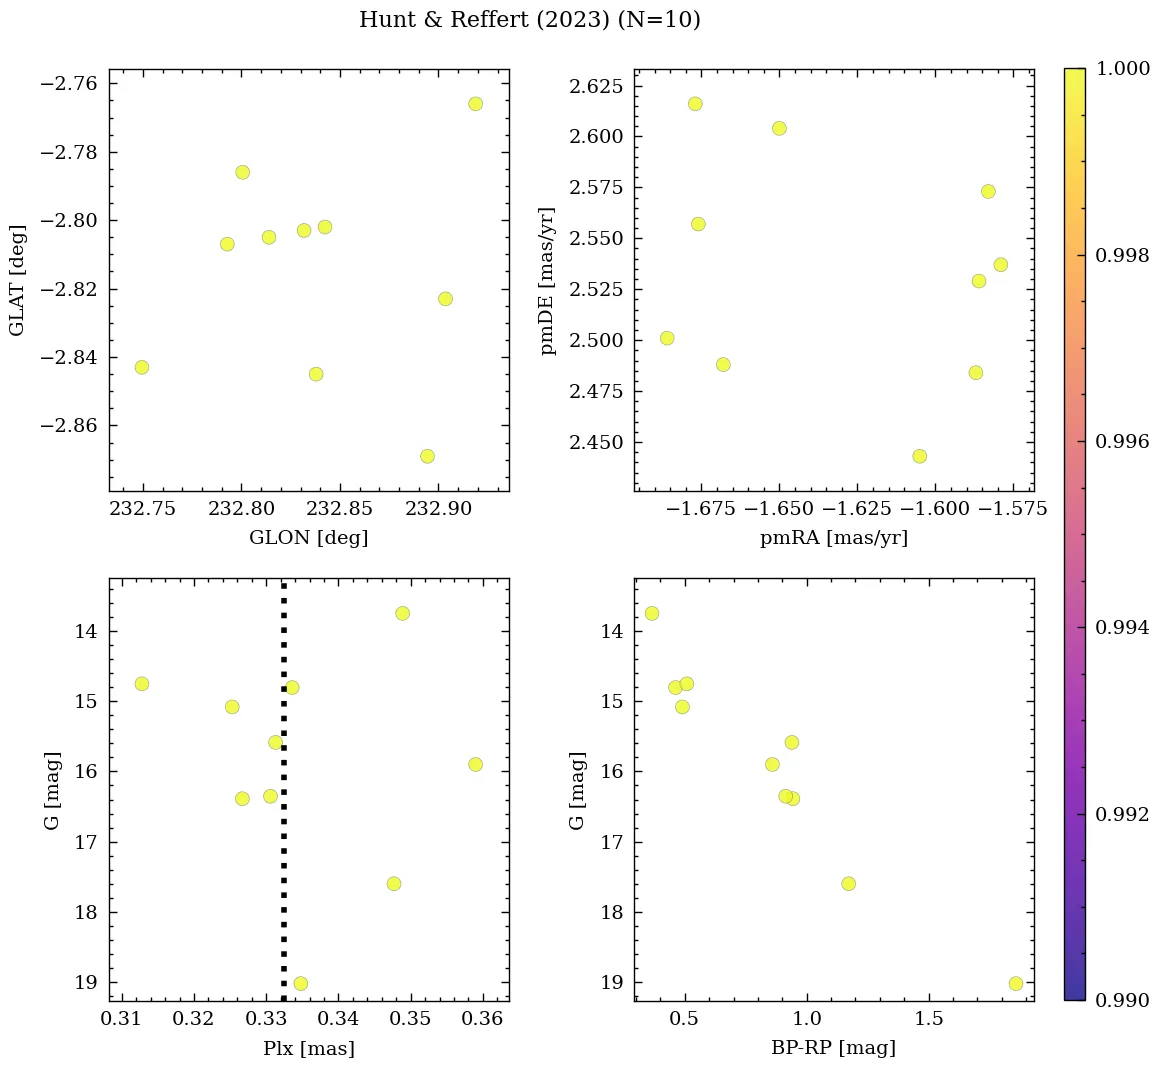 Hunt & Reffert (2023) (N=10)
−2.76
−2.78
−2.80
−2.82
−2.84
−2.86
GLAT [deg]
232.75 232.80 232.85 232.90
GLON [deg]
2.625
2.600
2.575
2.550
2.525
2.500
2.475
2.450
pmDE [mas/yr]
−1.675 −1.650 −1.625 −1.600 −1.575
pmRA [mas/yr]
14
15
16
17
18
19
G [mag]
0.31 0.32 0.33 0.34 0.35 0.36
Plx [mas]
14
15
16
17
18
19
G [mag]
0.5 1.0 1.5
BP-RP [mag]
1.000
0.998
0.996
0.994
0.992
0.990